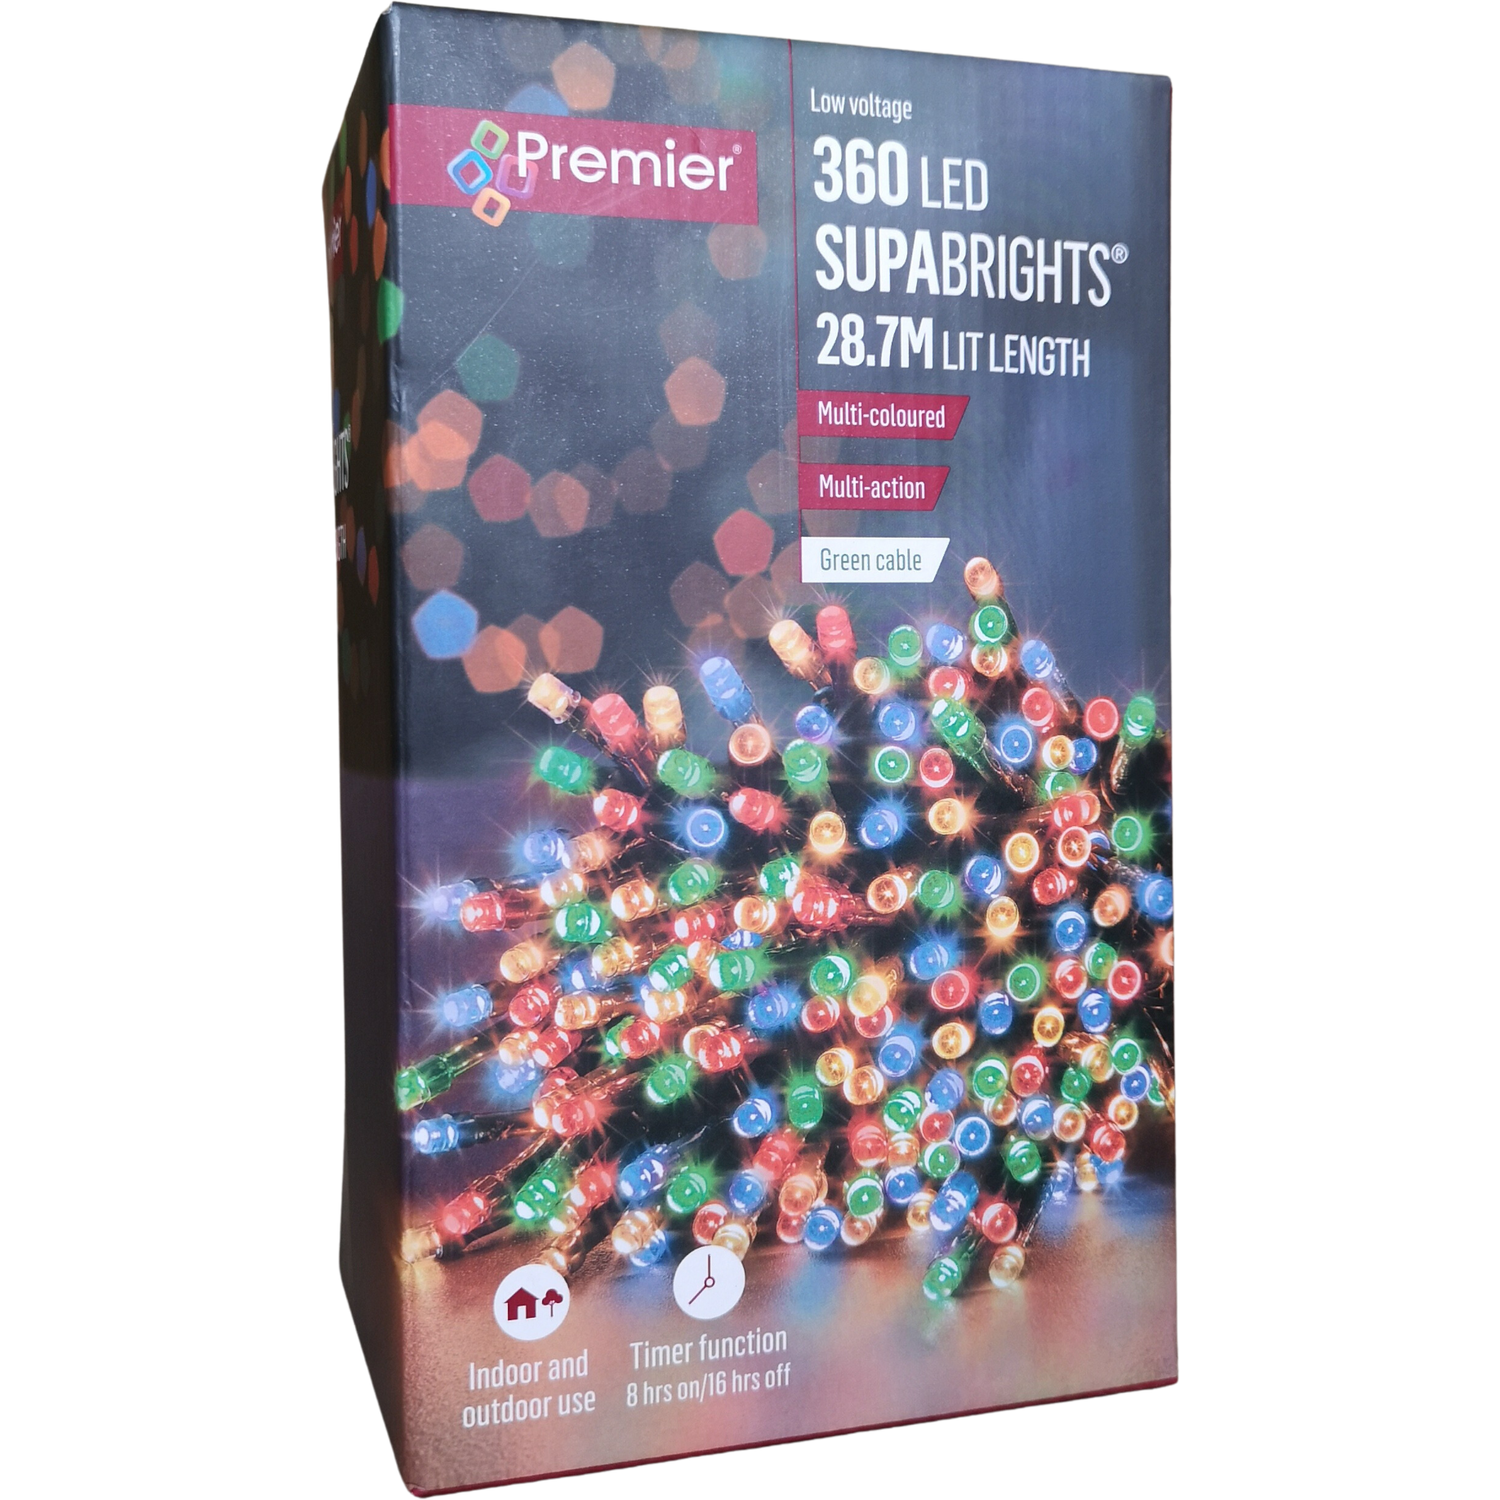 Premier®
Low voltage
360 LED
SUPABRIGHTS®
28.7M LIT LENGTH
Multi-coloured
Multi-action
Green cable
Indoor and
outdoor use
Timer function
8 hrs on/16 hrs off